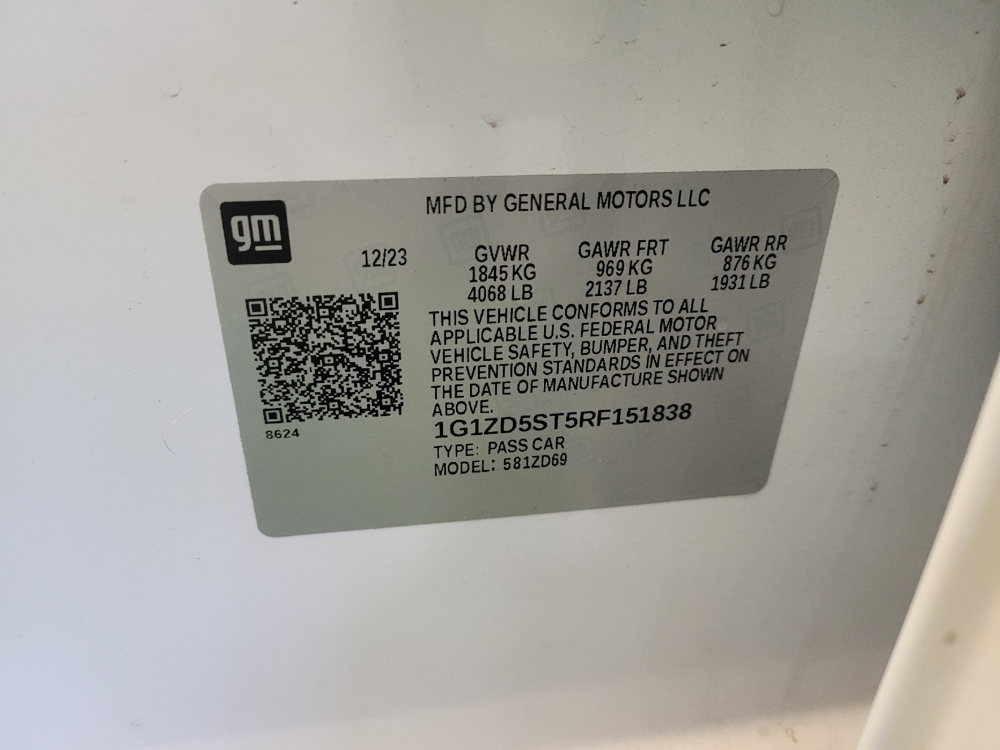 gm
MFD BY GENERAL MOTORS LLC
12/23 GVWR GAWR FRT GAWR RR
1845 KG 969 KG 876 KG
4068 LB 2137 LB 1931 LB
THIS VEHICLE CONFORMS TO ALL
APPLICABLE U.S. FEDERAL MOTOR
VEHICLE SAFETY, BUMPER, AND THEFT
PREVENTION STANDARDS IN EFFECT ON
THE DATE OF MANUFACTURE SHOWN
ABOVE.
8624
1G1ZD5ST5RF151838
TYPE: PASS CAR
MODEL: 581ZD69